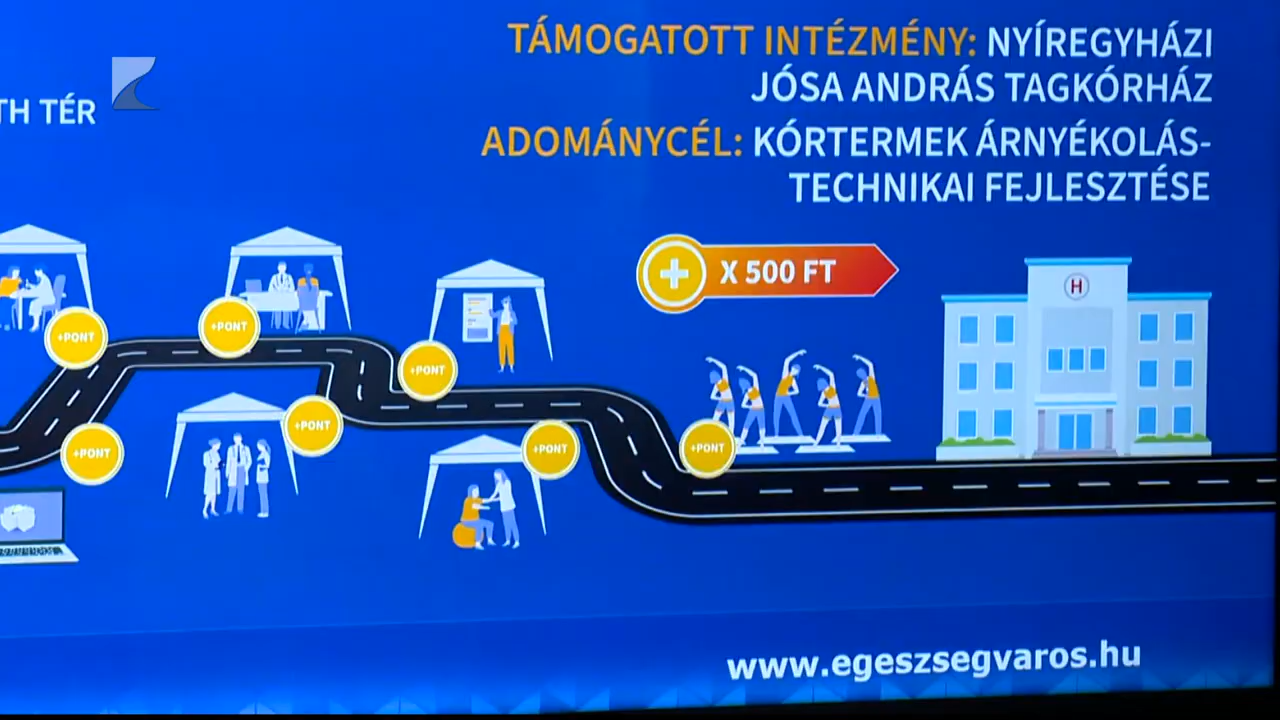 TÁMOGATOTT INTÉZMÉNY: NYÍREGYHÁZI
JÓSA ANDRÁS TAGKÓRHÁZ
TH TÉR
ADOMÁNYCÉL: KÓRTERMEK ÁRNYÉKOLÁS-
TECHNIKAI FEJLESZTÉSE
X 500 FT
H
+PONT
+PONT
+PONT
+PONT
+PONT
+PONT
+PONT
www.egeszsegvaros.hu